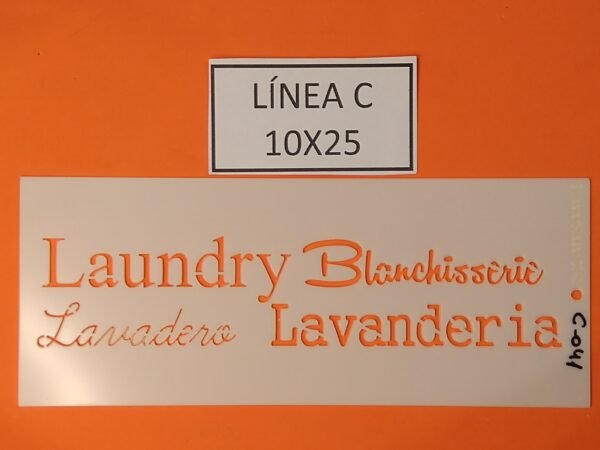 LÍNEA C
10X25
Laundry Blanchisserie
Lavadero Lavanderia
C-041